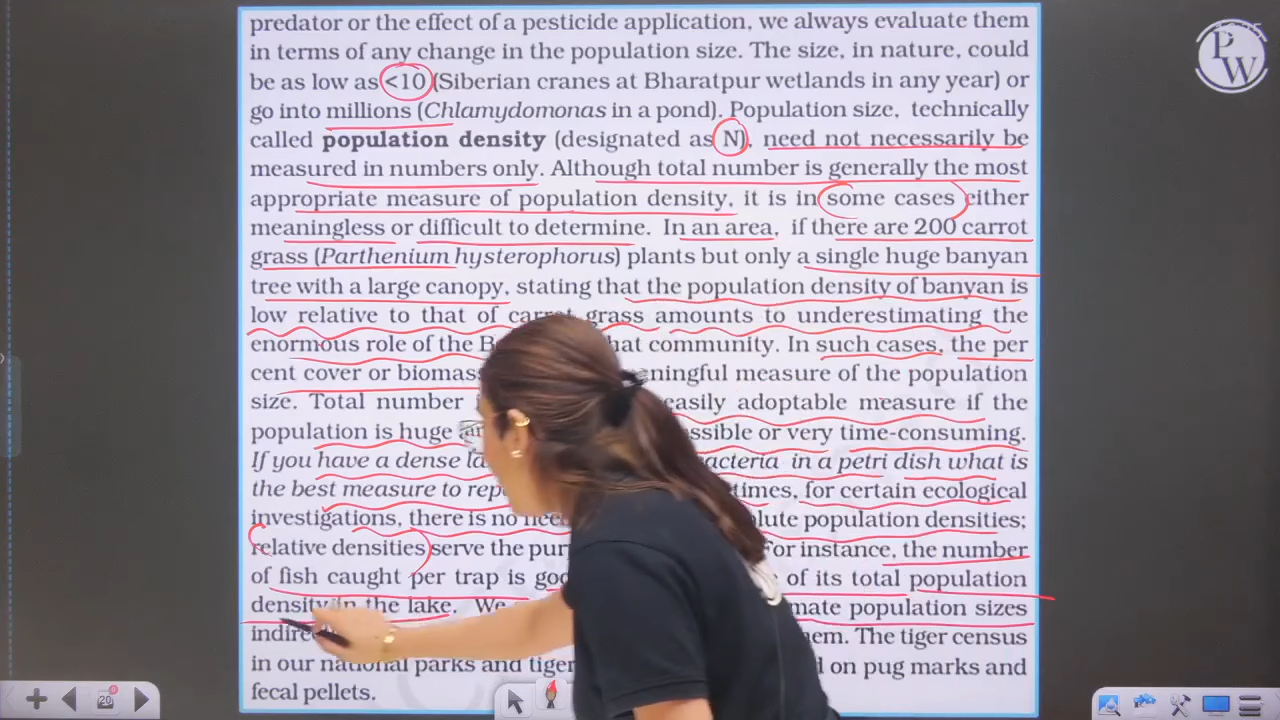 predator or the effect of a pesticide application, we always evaluate them
in terms of any change in the population size. The size, in nature, could
be as low as <10 (Siberian cranes at Bharatpur wetlands in any year) or
go into millions (Chlamydomonas in a pond). Population size, technically
called population density (designated as N), need not necessarily be
measured in numbers only. Although total number is generally the most
appropriate measure of population density, it is in some cases either
meaningless or difficult to determine. In an area, if there are 200 carrot
grass (Parthenium hysterophorus) plants but only a single huge banyan
tree with a large canopy, stating that the population density of banyan is
low relative to that of carrot grass amounts to underestimating the
enormous role of the hat community. In such cases, the per
cent cover or biomass ningful measure of the population
size. Total number easily adoptable measure if the
population is huge ssible or very time-consuming.
If you have a dense acteria in a petri dish what is
the best measure to times, for certain ecological
investigations, there is no lute population densities;
relative densities serve the For instance, the number
of fish caught per trap is of its total population
density in the lake. We mate population sizes
hem. The tiger census
in our national parks and tiger on pug marks and
fecal pellets.
PW
20